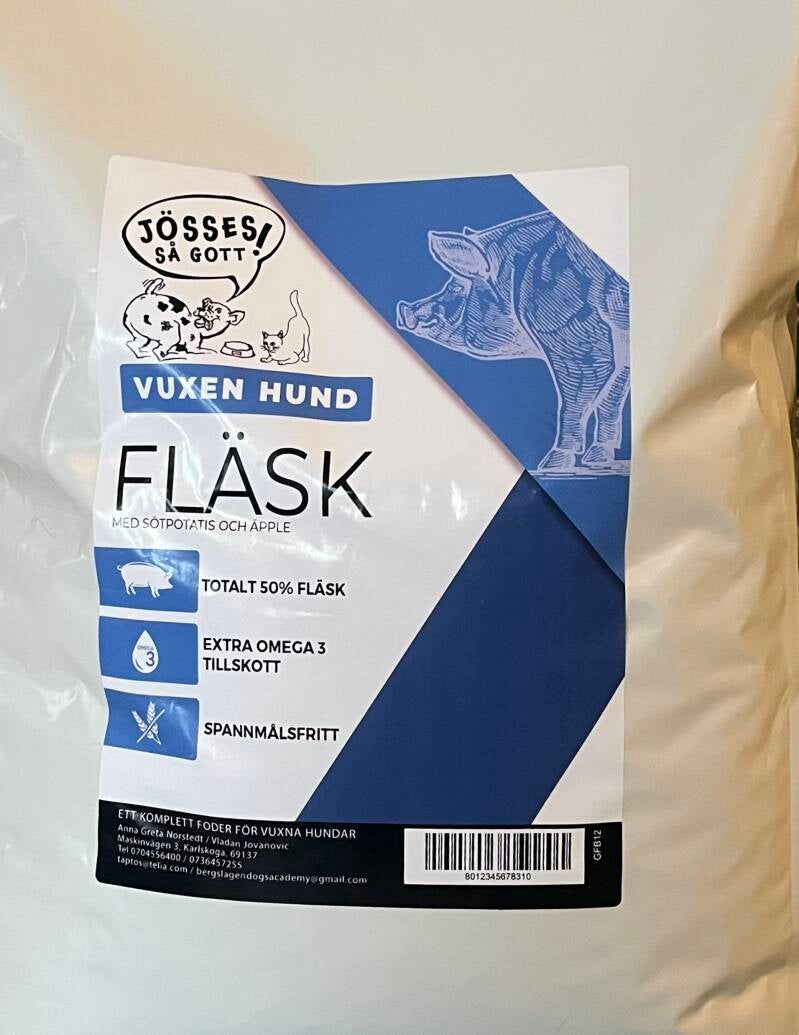 JÖSSES!
SÅ GOTT
VUXEN HUND
FLÄSK
MED SÖTPOTATIS OCH ÄPPLE
TOTALT 50% FLÄSK
OMEGA
3
EXTRA OMEGA 3
TILLSKOTT
SPANNMÅLSFRITT
ETT KOMPLETT FODER FÖR VUXNA HUNDAR
Anna Greta Norstedt / Vladan Jovanovic
Maskinvägen 3, Karlskoga, 69137
Tel 0704556400 / 0736457255
taptos@telia.com / bergslagendogsacademy@gmail.com
8012345678310
GFB12